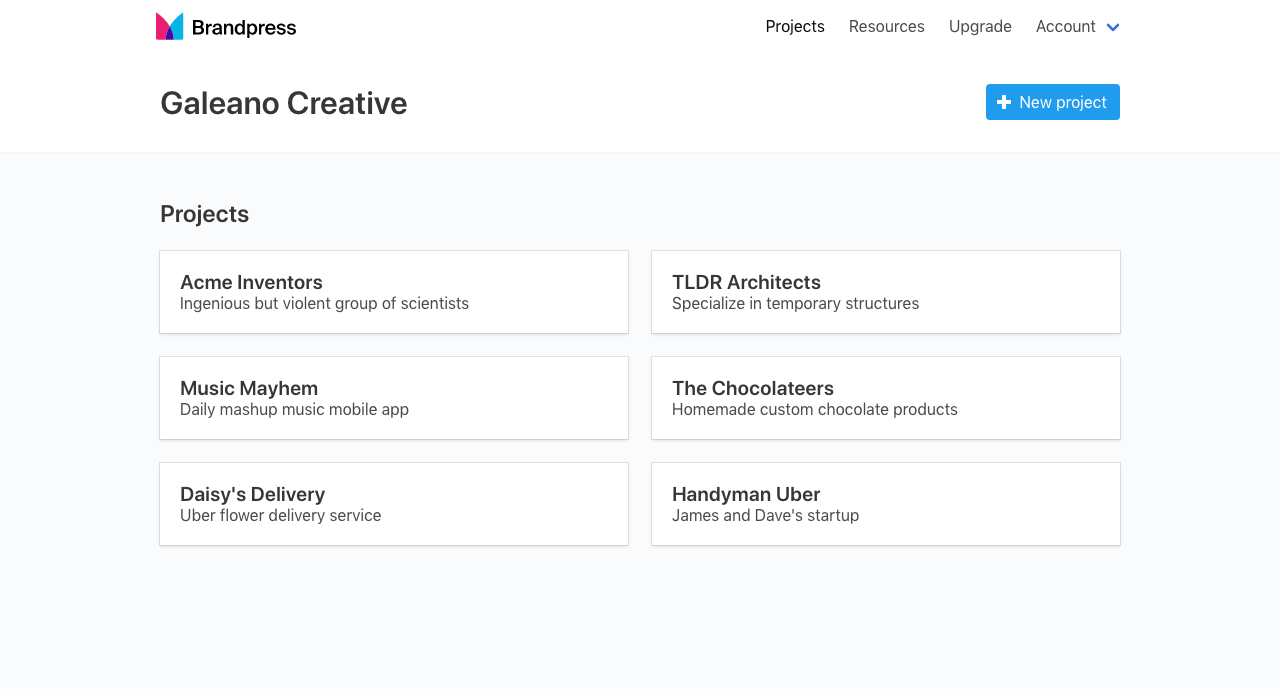 Brandpress
Projects
Resources
Upgrade
Account
Galeano Creative
New project
Projects
Acme Inventors
Ingenious but violent group of scientists
TLDR Architects
Specialize in temporary structures
Music Mayhem
Daily mashup music mobile app
The Chocolateers
Homemade custom chocolate products
Daisy's Delivery
Uber flower delivery service
Handyman Uber
James and Dave's startup